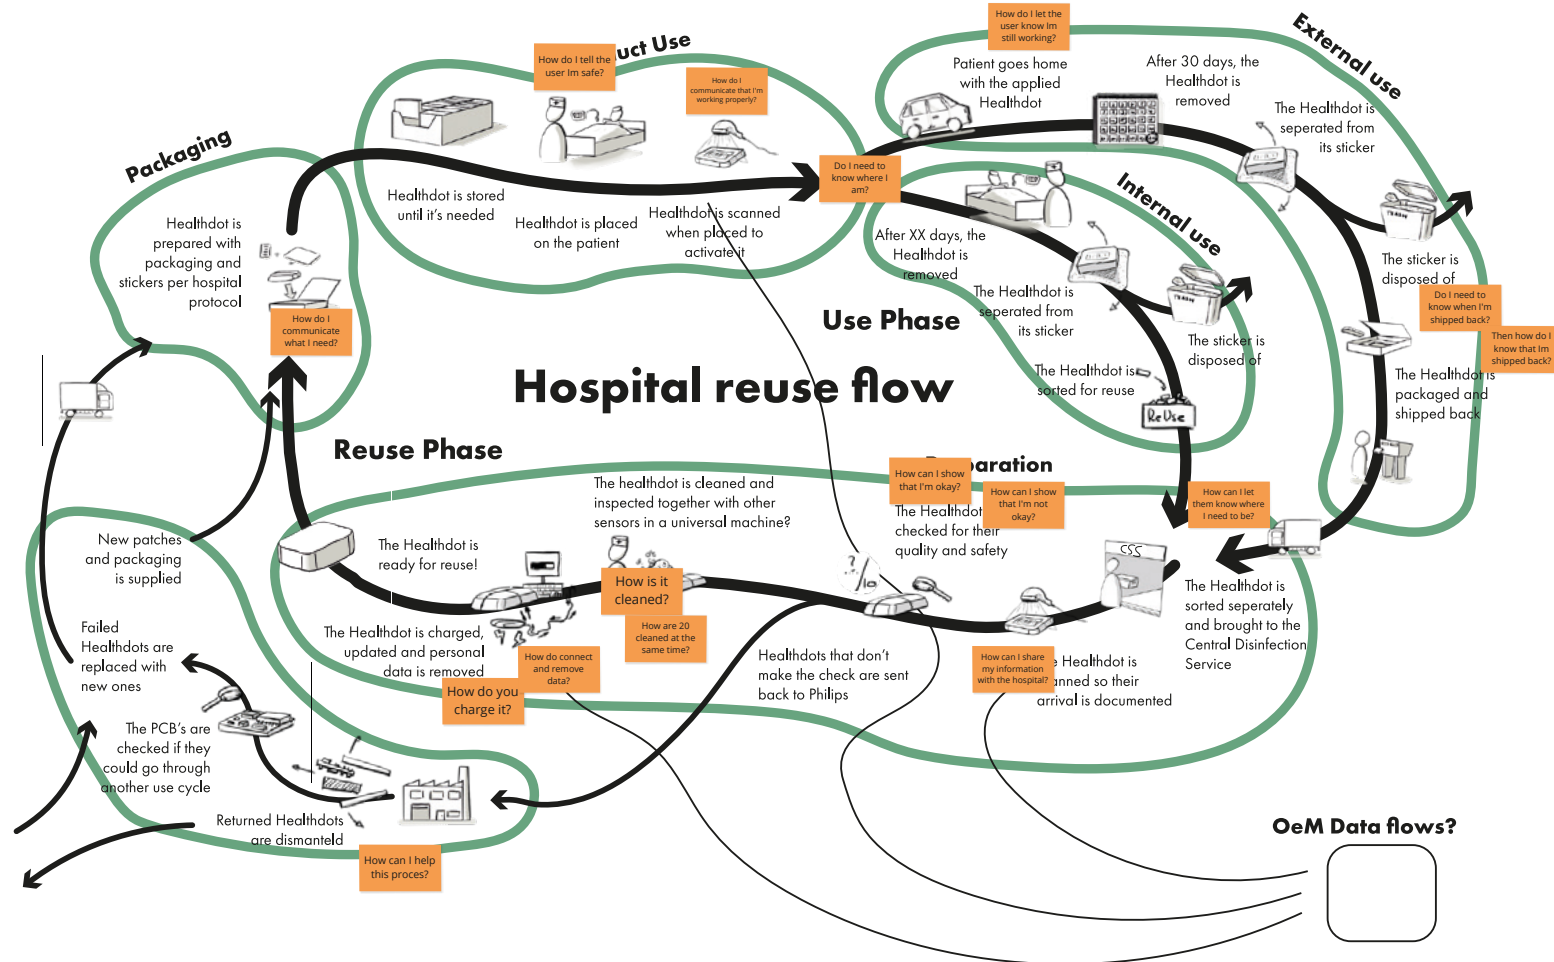 How do I let the
user know Im
still working?
External use
How do I tell the
user Im safe?
uct Use
How do I
communicate that I'm
working properly?
Patient goes home
with the applied
Healthdot
After 30 days, the
Healthdot is
removed
The Healthdot is
seperated from
its sticker
Packaging
Do I need to
know where I
am?
Healthdot is stored
until it's needed
Healthdot is placed
on the patient
Healthdot is scanned
when placed to
activate it
Internal use
TRASH
The sticker is
disposed of
Healthdot is
prepared with
packaging and
stickers per hospital
protocol
How do I
communicate
what I need?
After XX days, the
Healthdot is
removed
The Healthdot is
seperated from
its sticker
TRASH
The sticker is
disposed of
Do I need to
know when I'm
shipped back?
Then how do I
know that Im
shipped back?
Use Phase
The Healthdot is
sorted for reuse
ReUse
The Healthdot is
packaged and
shipped back
Hospital reuse flow
Reuse Phase
paration
How can I show
that I'm okay?
How can I show
that I'm not
okay?
How can I let
them know where
I need to be?
The healthdot is cleaned and
inspected together with other
sensors in a universal machine?
The Healthdot
checked for their
quality and safety
New patches
and packaging
is supplied
The Healthdot is
ready for reuse!
How is it
cleaned?
How are 20
cleaned at the
same time?
CSS
The Healthdot is
sorted seperately
and brought to the
Central Disinfection
Service
Failed
Healthdots are
replaced with
new ones
The Healthdot is charged,
updated and personal
data is removed
How do connect
and remove
data?
How do you
charge it?
Healthdots that don't
make the check are sent
back to Philips
How can I share
my information
with the hospital?
e Healthdot is
anned so their
arrival is documented
The PCB's are
checked if they
could go through
another use cycle
Returned Healthdots
are dismanteld
How can I help
this proces?
OeM Data flows?